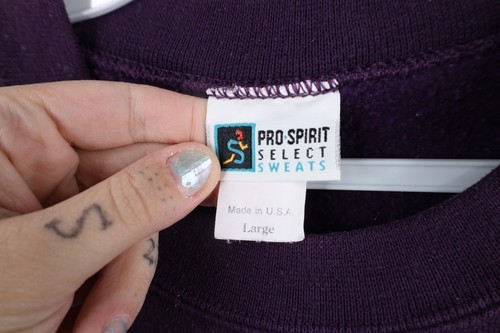 PRO SPIRIT
SELECT
SWEATS
Made in U.S.A.
Large